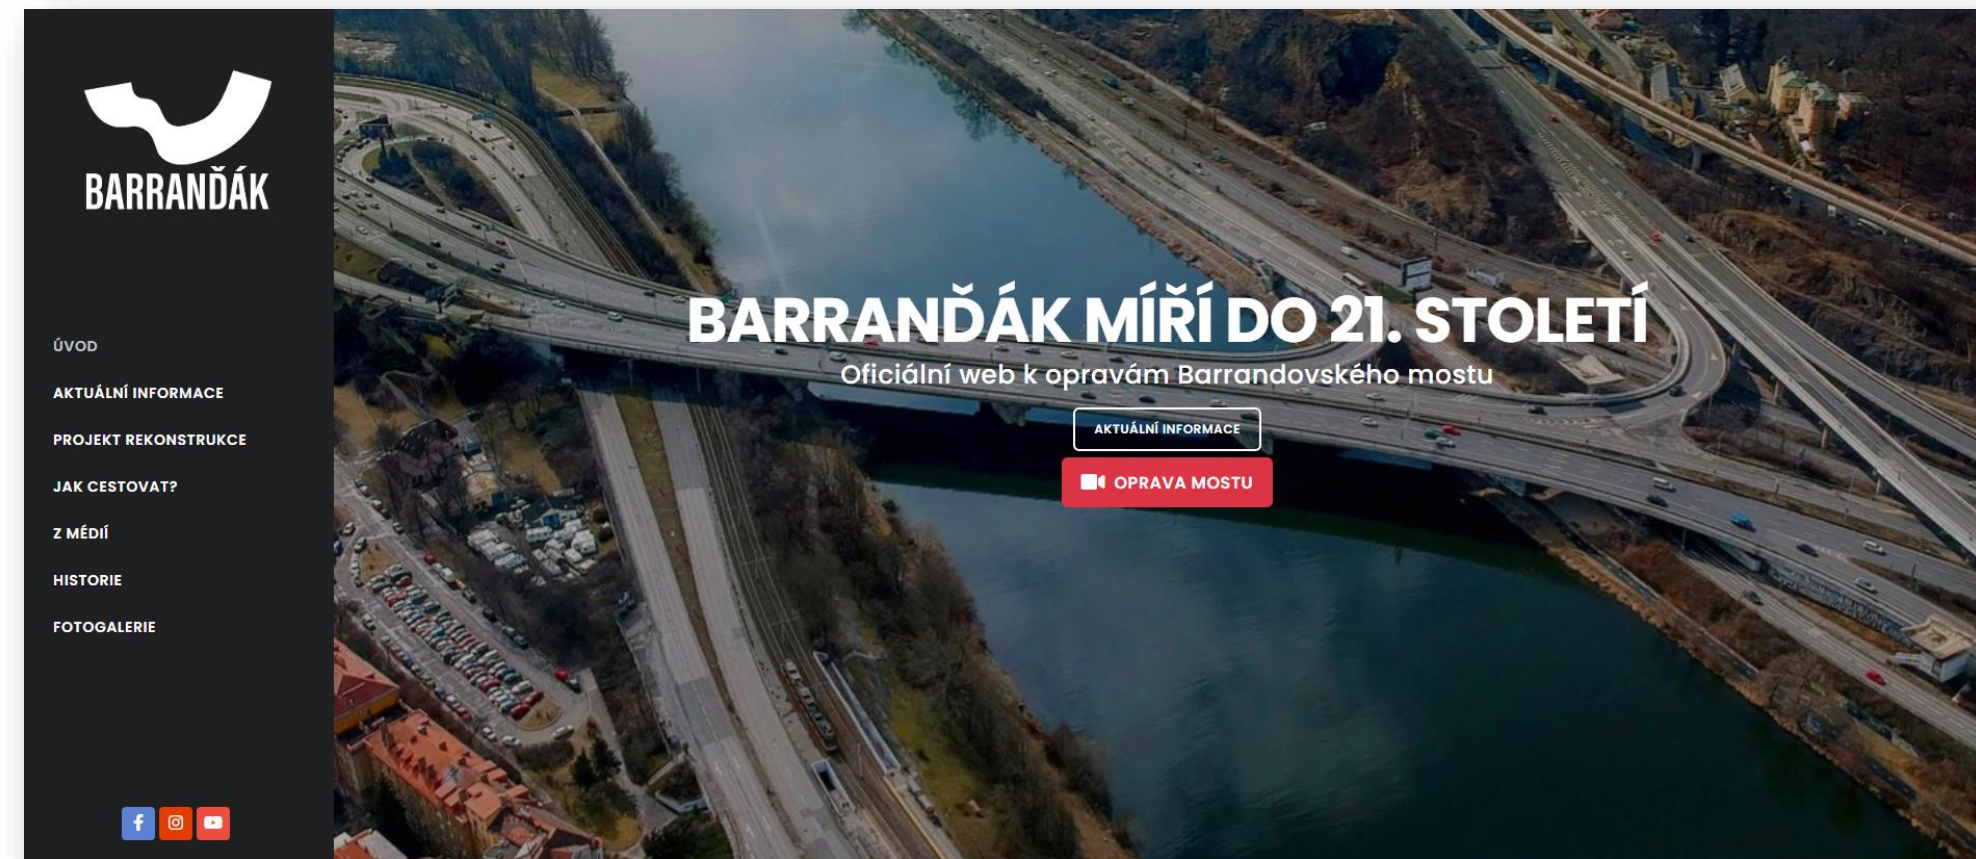 BARRANĎÁK
ÚVOD
AKTUÁLNÍ INFORMACE
PROJEKT REKONSTRUKCE
JAK CESTOVAT?
Z MÉDIÍ
HISTORIE
FOTOGALERIE
BARRANĎÁK MÍŘÍ DO 21. STOLETÍ
Oficiální web k opravám Barrandovského mostu
AKTUÁLNÍ INFORMACE
OPRAVA MOSTU